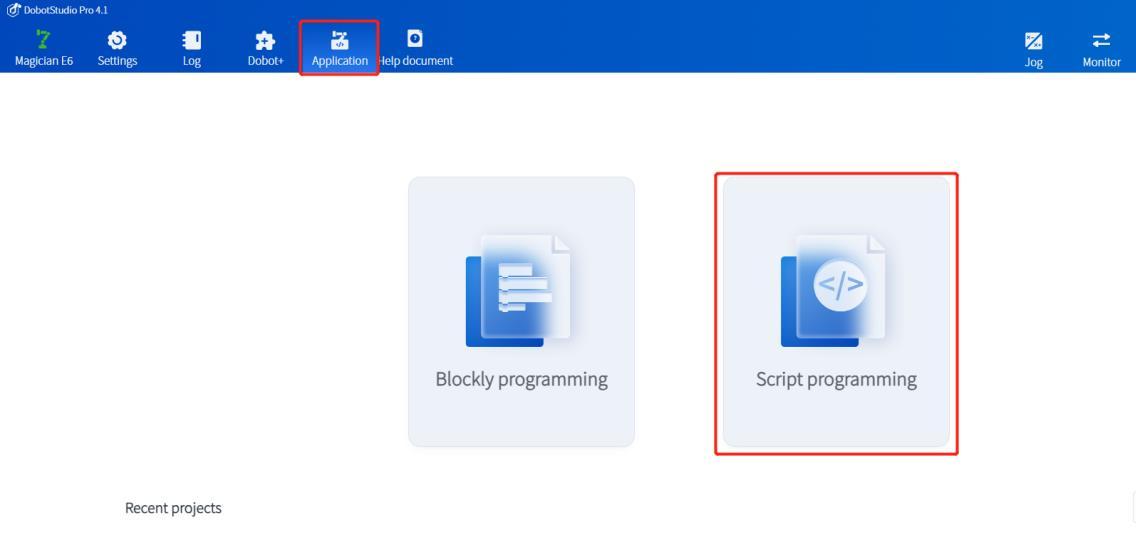 DobotStudio Pro 4.1
Magician E6 Settings Log Dobot+ Application Help document Jog Monitor
</>
Blockly programming Script programming
Recent projects